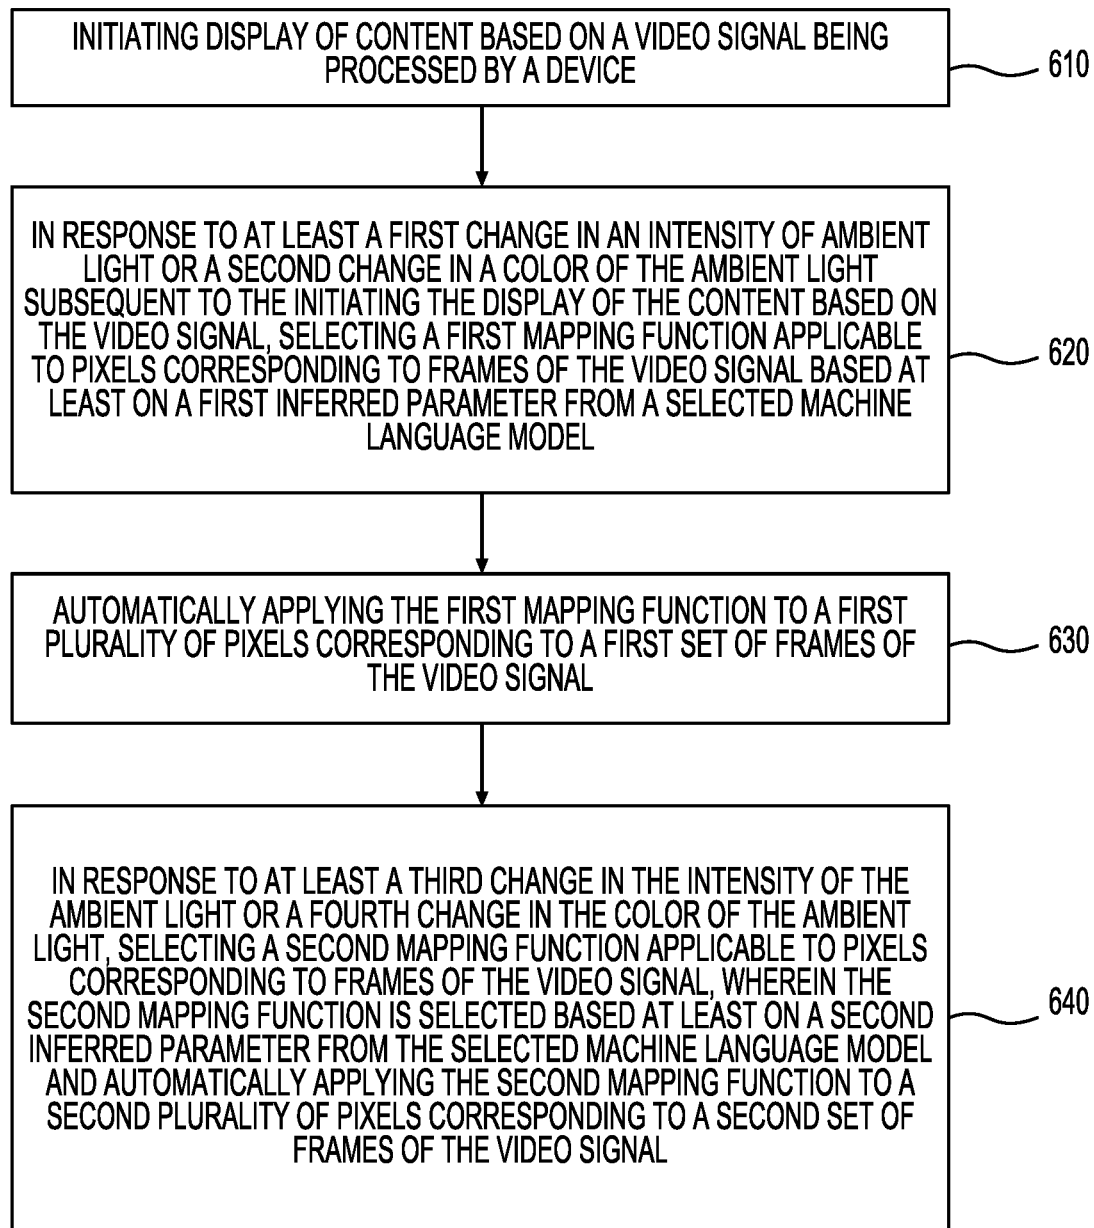 INITIATING DISPLAY OF CONTENT BASED ON A VIDEO SIGNAL BEING
PROCESSED BY A DEVICE
610
IN RESPONSE TO AT LEAST A FIRST CHANGE IN AN INTENSITY OF AMBIENT
LIGHT OR A SECOND CHANGE IN A COLOR OF THE AMBIENT LIGHT
SUBSEQUENT TO THE INITIATING THE DISPLAY OF THE CONTENT BASED ON
THE VIDEO SIGNAL, SELECTING A FIRST MAPPING FUNCTION APPLICABLE
TO PIXELS CORRESPONDING TO FRAMES OF THE VIDEO SIGNAL BASED AT
LEAST ON A FIRST INFERRED PARAMETER FROM A SELECTED MACHINE
LANGUAGE MODEL
620
AUTOMATICALLY APPLYING THE FIRST MAPPING FUNCTION TO A FIRST
PLURALITY OF PIXELS CORRESPONDING TO A FIRST SET OF FRAMES OF
THE VIDEO SIGNAL
630
IN RESPONSE TO AT LEAST A THIRD CHANGE IN THE INTENSITY OF THE
AMBIENT LIGHT OR A FOURTH CHANGE IN THE COLOR OF THE AMBIENT
LIGHT, SELECTING A SECOND MAPPING FUNCTION APPLICABLE TO PIXELS
CORRESPONDING TO FRAMES OF THE VIDEO SIGNAL, WHEREIN THE
SECOND MAPPING FUNCTION IS SELECTED BASED AT LEAST ON A SECOND
INFERRED PARAMETER FROM THE SELECTED MACHINE LANGUAGE MODEL
AND AUTOMATICALLY APPLYING THE SECOND MAPPING FUNCTION TO A
SECOND PLURALITY OF PIXELS CORRESPONDING TO A SECOND SET OF
FRAMES OF THE VIDEO SIGNAL
640